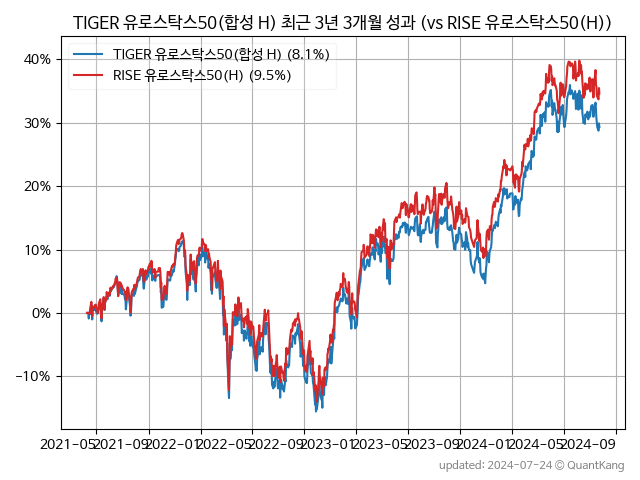 TIGER 유로스탁스50(합성 H) 최근 3년 3개월 성과 (vs RISE 유로스탁스50(H))
TIGER 유로스탁스50(합성 H) (8.1%)
RISE 유로스탁스50(H) (9.5%)
40%
30%
20%
10%
0%
−10%
2021-05 2021-09 2022-01 2022-05 2022-09 2023-01 2023-05 2023-09 2024-01 2024-05 2024-09
updated: 2024-07-24 © QuantKang